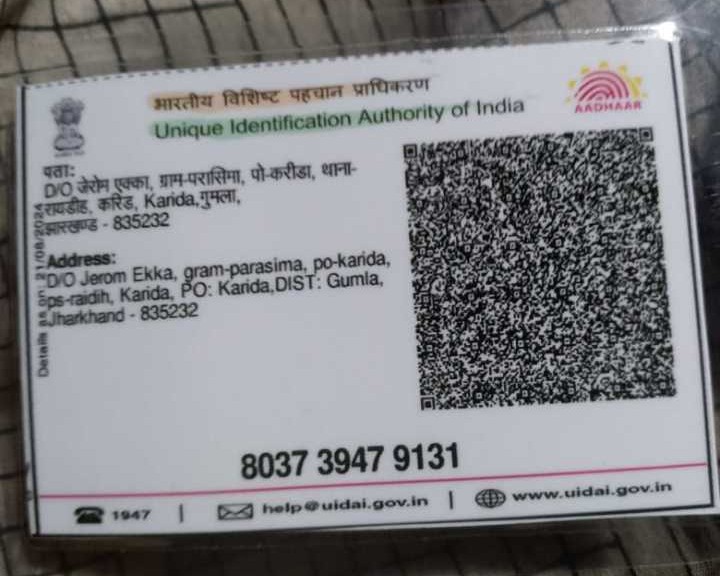 भारतीय विशिष्ट पहचान प्राधिकरण
Unique Identification Authority of India
AADHAAR
पता:
D/O जेरोम एक्का, ग्राम-परासिमा, पो-करीडा, थाना-
रायडीह, करिड, Karida,गुमला,
झारखण्ड - 835232
Address:
D/O Jerom Ekka, gram-parasima, po-karida,
ps-raidih, Karida, PO: Karida,DIST: Gumla,
Jharkhand - 835232
Details as on: 21/08/2024
8037 3947 9131
1947 | help@uidai.gov.in | www.uidai.gov.in